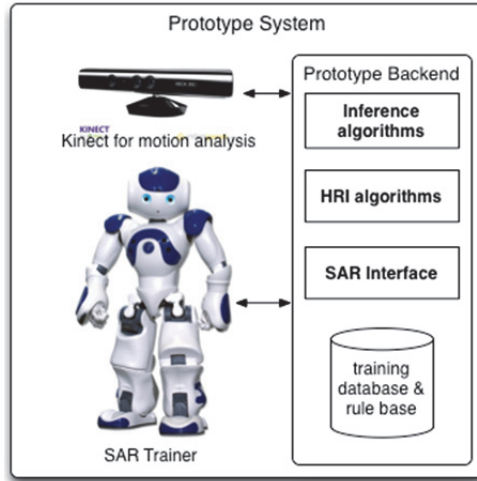 Prototype System
KINECT
Kinect for motion analysis
SAR Trainer
Prototype Backend
Inference
algorithms
HRI algorithms
SAR Interface
training
database &
rule base